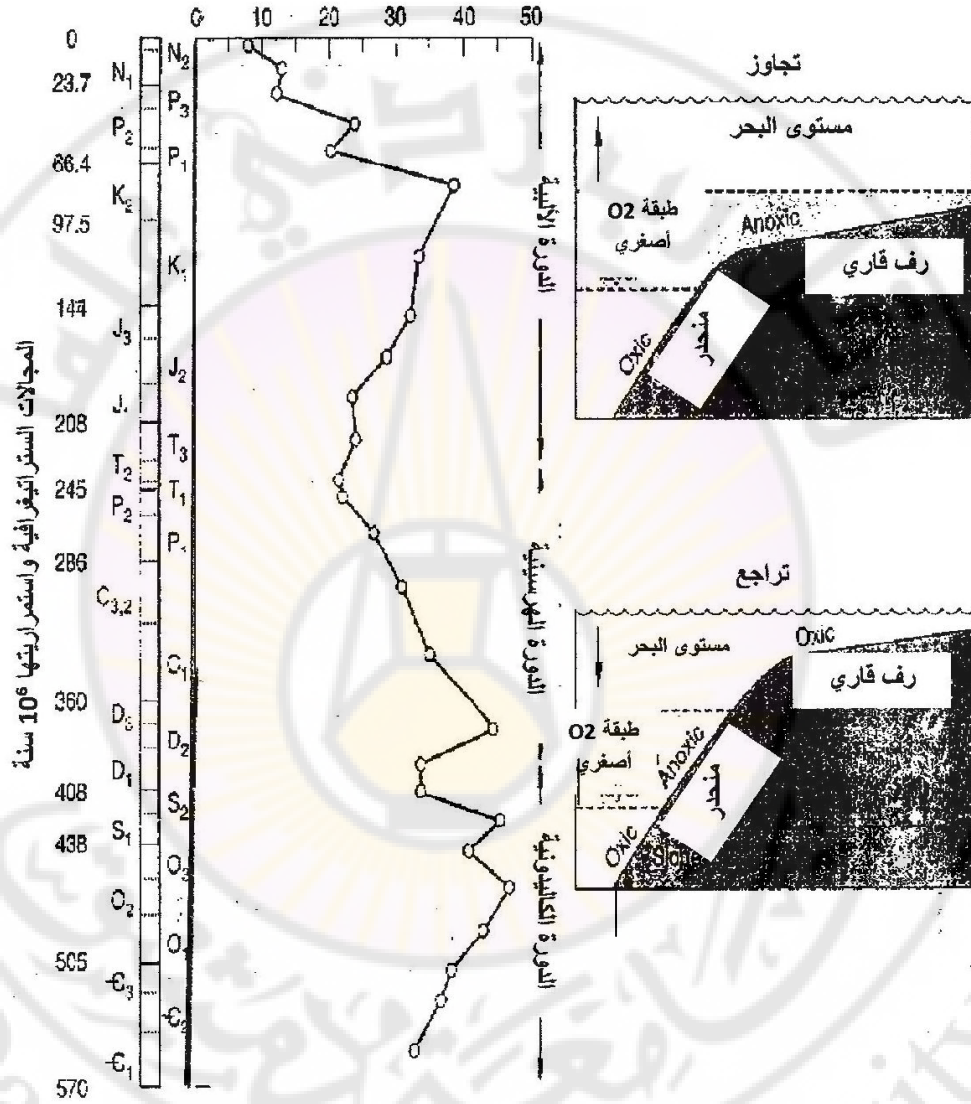 0 10 20 30 40 50
0
23.7
66.4
97.5
144
208
245
286
360
408
438
505
570
N₁
P₂
K₂
J₃
J₁
T₂
P₂
C₃,₂
D₃
D₁
S₁
O₂
Є₃
Є₁
N₂
P₃
P₁
K₁
J₂
T₃
T₁
P₁
C₁
D₂
S₂
O₃
O₁
Є₂
المجالات الستراتيغرافية واستمراريتها 10⁶ سنة
الدورة الألبية
الدورة الهرسينية
الدورة الكاليدونية
تجاوز
مستوى البحر
طبقة O2
أصغري
Anoxic
رف قاري
منحدر
Oxic
تراجع
Oxic
مستوى البحر
رف قاري
طبقة O2
أصغري
Anoxic
منحدر
Oxic
Slope